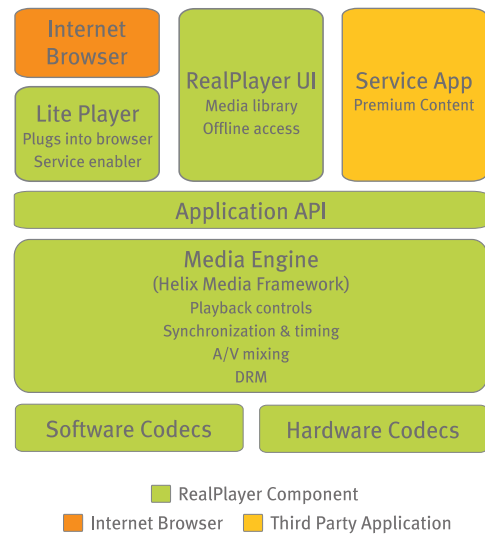 Internet
Browser
Lite Player
Plugs into browser
Service enabler
RealPlayer UI
Media library
Offline access
Service App
Premium Content
Application API
Media Engine
(Helix Media Framework)
Playback controls
Synchronization & timing
A/V mixing
DRM
Software Codecs
Hardware Codecs
RealPlayer Component
Internet Browser
Third Party Application